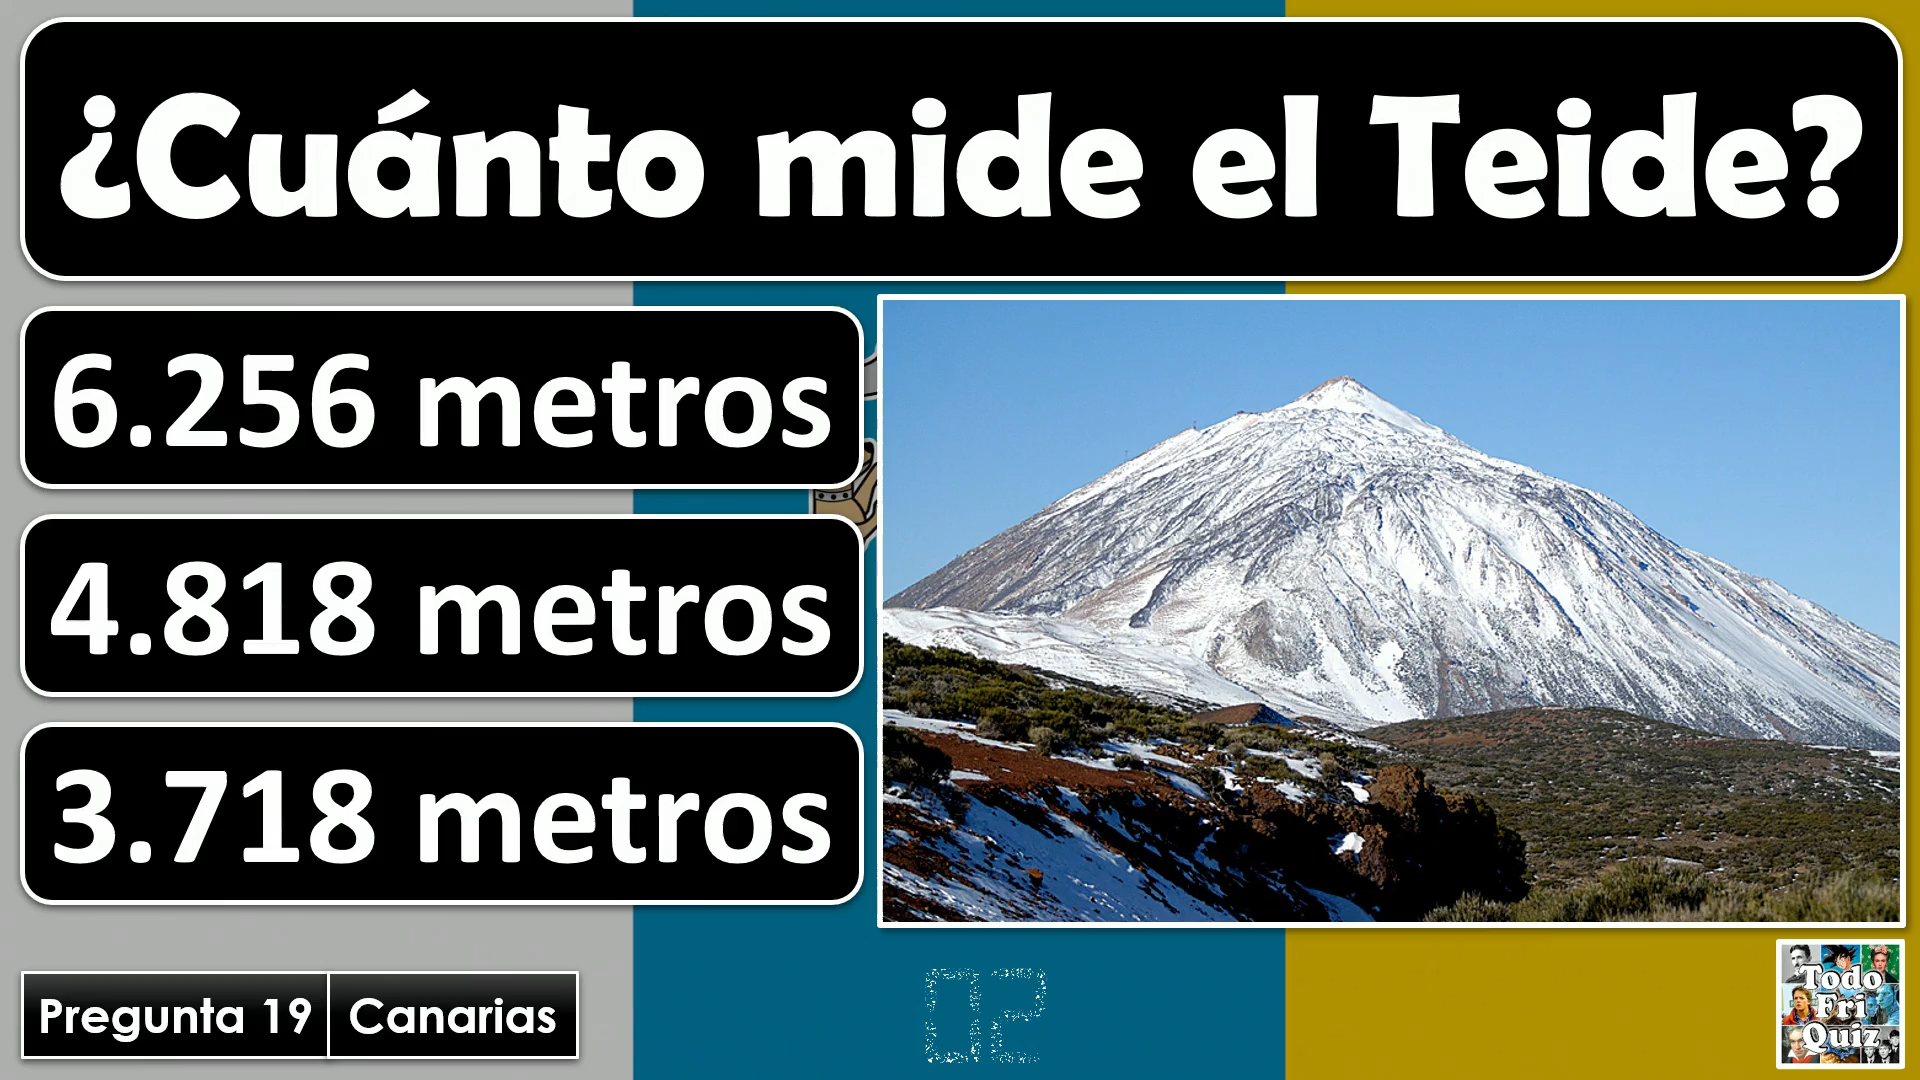 ¿Cuánto mide el Teide?
6.256 metros
4.818 metros
3.718 metros
Pregunta 19
Canarias
02
Todo
Fri
Quiz